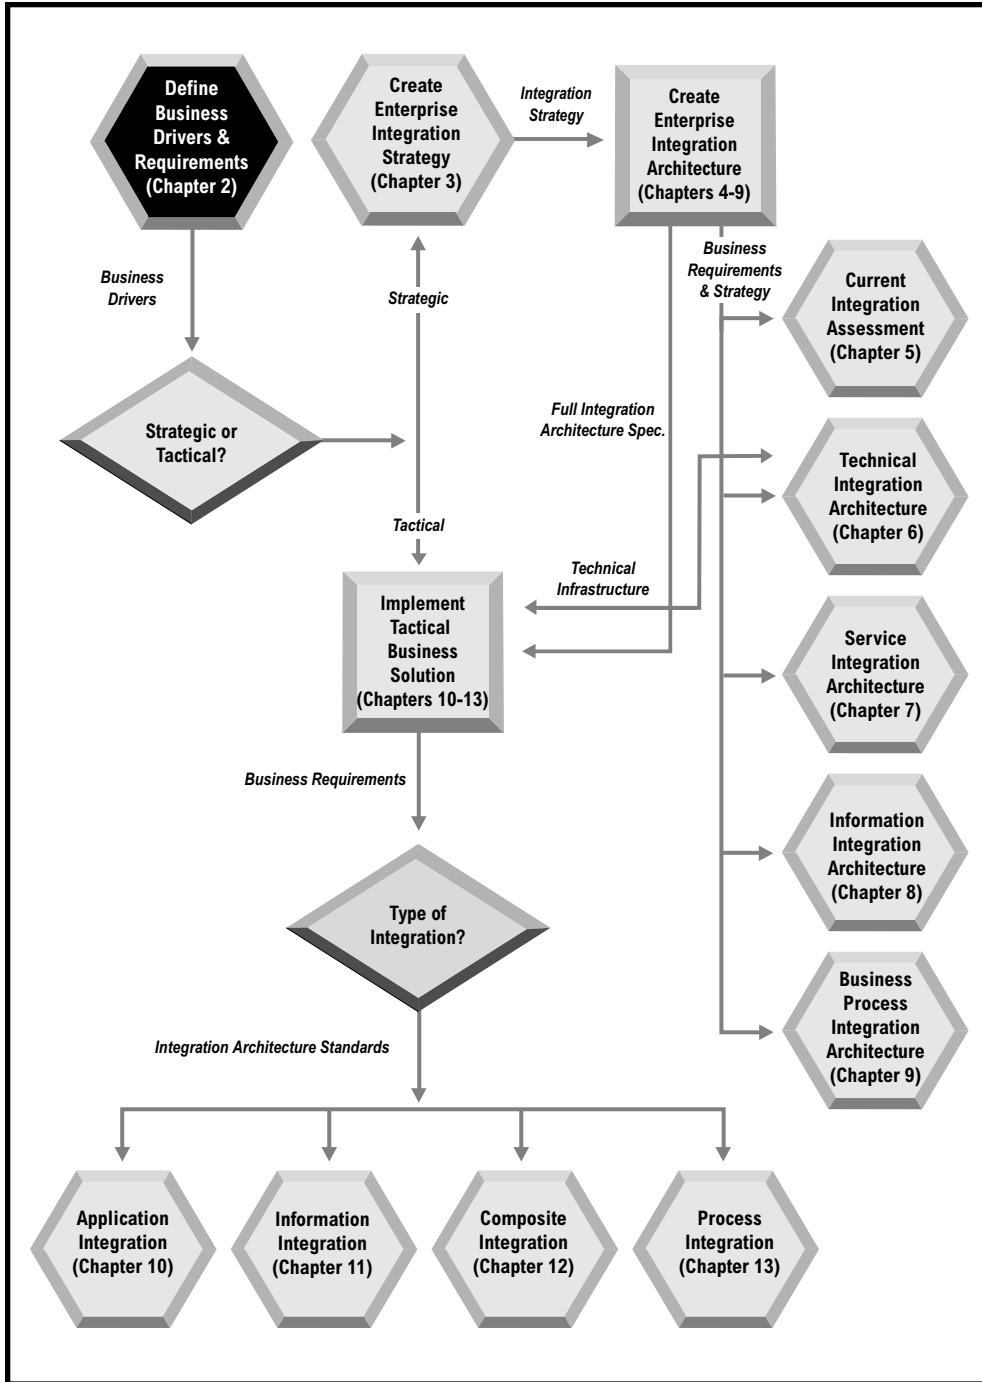 Define
Business
Drivers &
Requirements
(Chapter 2)
Create
Enterprise
Integration
Strategy
(Chapter 3)
Integration
Strategy
Create
Enterprise
Integration
Architecture
(Chapters 4-9)
Business
Drivers
Strategic
Business
Requirements
& Strategy
Current
Integration
Assessment
(Chapter 5)
Strategic or
Tactical?
Full Integration
Architecture Spec.
Technical
Integration
Architecture
(Chapter 6)
Tactical
Technical
Infrastructure
Implement
Tactical
Business
Solution
(Chapters 10-13)
Service
Integration
Architecture
(Chapter 7)
Business Requirements
Information
Integration
Architecture
(Chapter 8)
Type of
Integration?
Business
Process
Integration
Architecture
(Chapter 9)
Integration Architecture Standards
Application
Integration
(Chapter 10)
Information
Integration
(Chapter 11)
Composite
Integration
(Chapter 12)
Process
Integration
(Chapter 13)